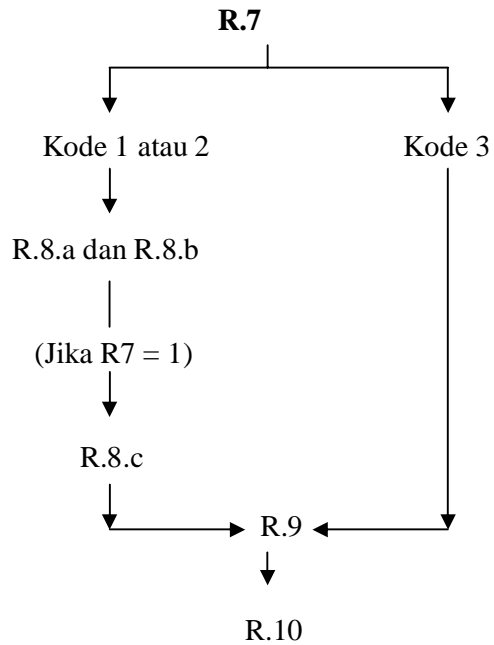 R.7
Kode 1 atau 2
Kode 3
R.8.a dan R.8.b
(Jika R7 = 1)
R.8.c
R.9
R.10